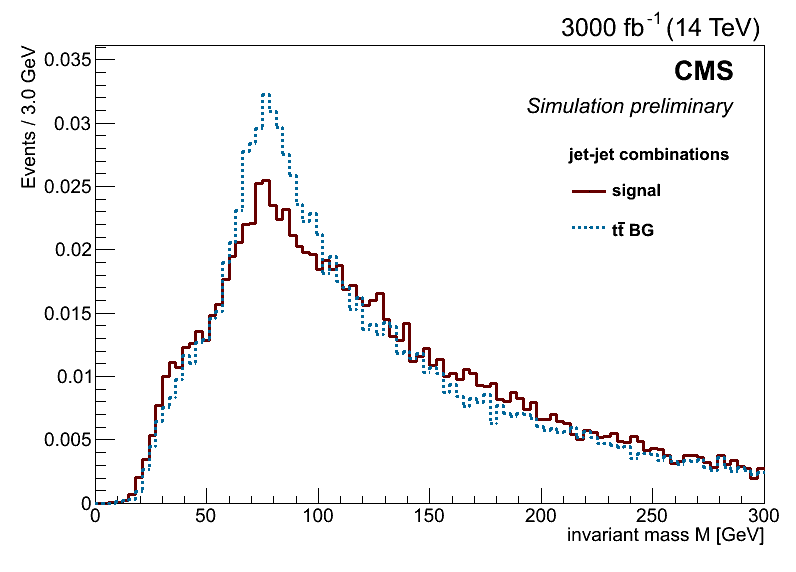 3000 fb⁻¹ (14 TeV)
CMS
Simulation preliminary
jet-jet combinations
signal
tt̅ BG
Events / 3.0 GeV
0.035
0.03
0.025
0.02
0.015
0.01
0.005
0
0 50 100 150 200 250 300
invariant mass M [GeV]